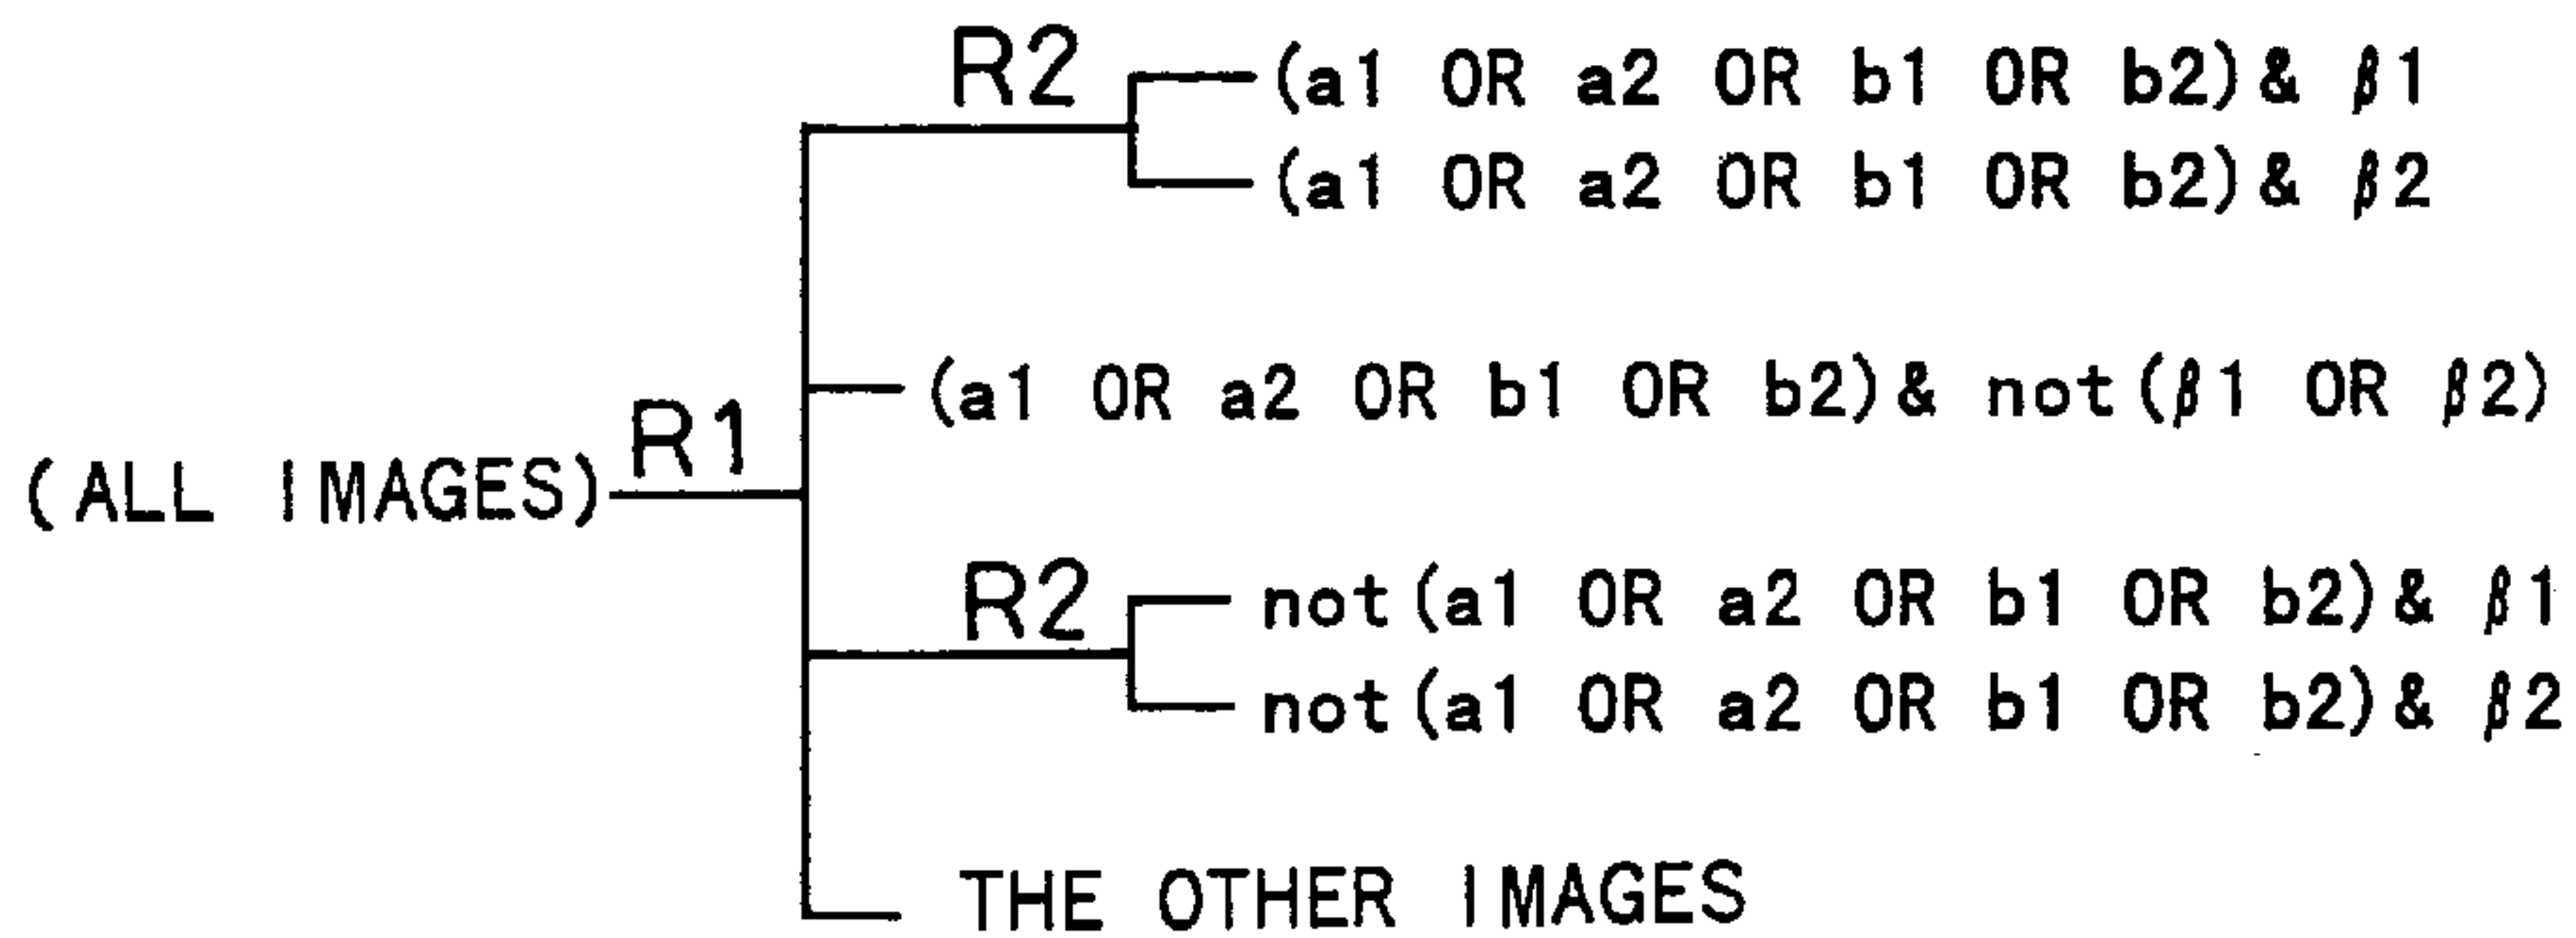 R2
(a1 OR a2 OR b1 OR b2)& β1
(a1 OR a2 OR b1 OR b2)& β2
(a1 OR a2 OR b1 OR b2)& not(β1 OR β2)
R1
(ALL IMAGES)
R2
not(a1 OR a2 OR b1 OR b2)& β1
not(a1 OR a2 OR b1 OR b2)& β2
THE OTHER IMAGES